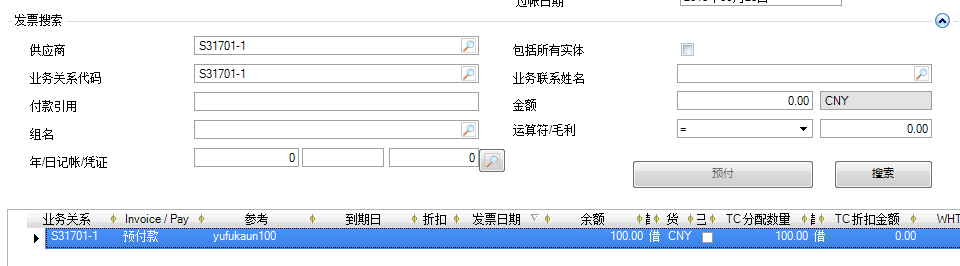 过帐日期
发票搜索
供应商 S31701-1 包括所有实体
业务关系代码 S31701-1 业务联系姓名
付款引用 金额 0.00 CNY
组名 运算符/毛利 = 0.00
年/日记帐/凭证 0 0
预付 搜索
业务关系 Invoice / Pay 参考 到期日 折扣 发票日期 余额 货 已 TC 分配数量 TC 折扣金额 WHT
S31701-1 预付款 yufukaun100 100.00 借 CNY 100.00 借 0.00